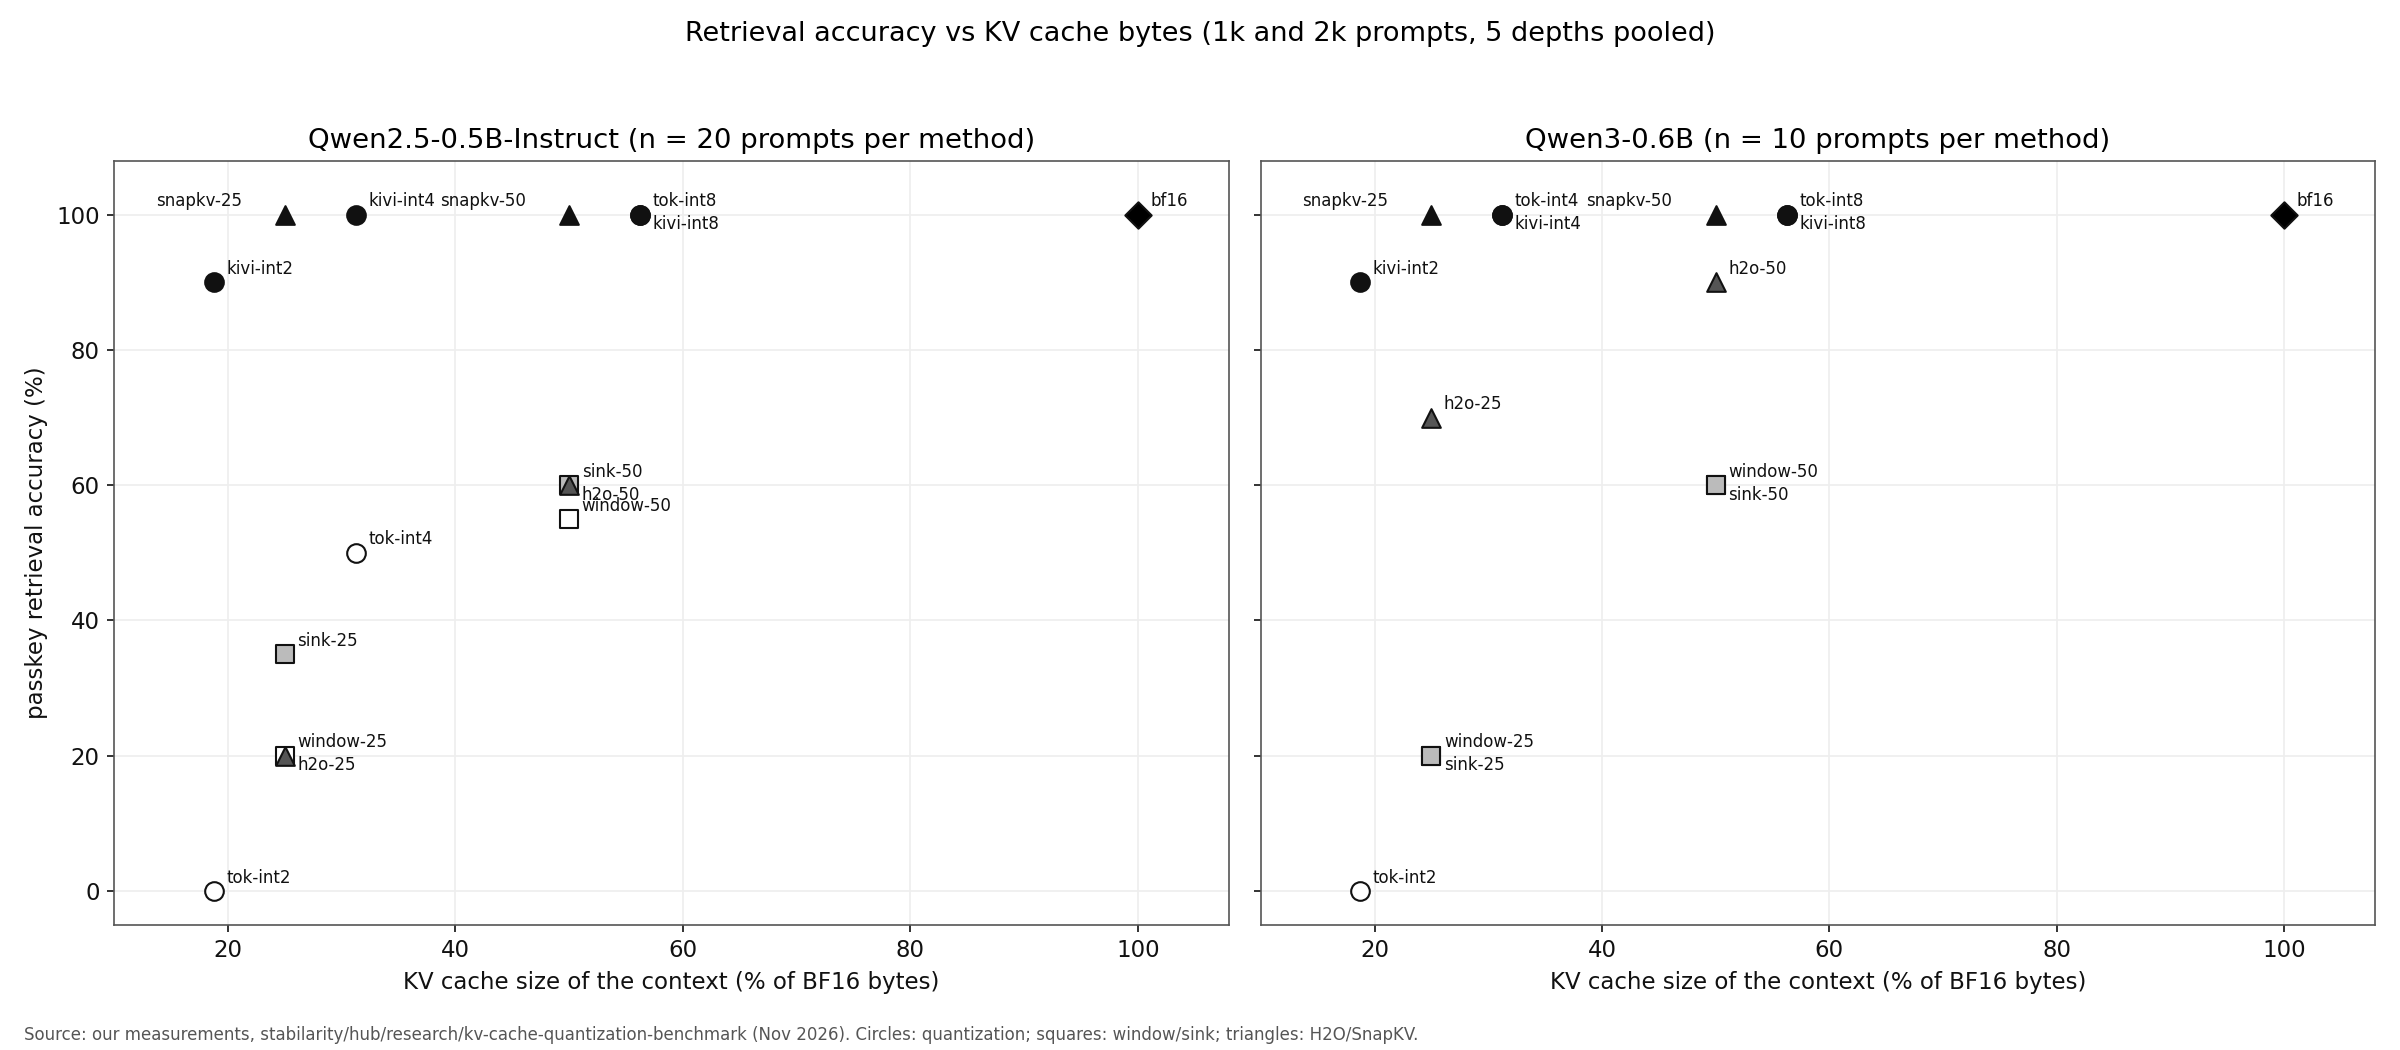 Retrieval accuracy vs KV cache bytes (1k and 2k prompts, 5 depths pooled)
Qwen2.5-0.5B-Instruct (n = 20 prompts per method)
passkey retrieval accuracy (%)
100
80
60
40
20
0
snapkv-25
kivi-int4
snapkv-50
tok-int8
kivi-int8
bf16
kivi-int2
sink-50
h2o-50
window-50
tok-int4
sink-25
window-25
h2o-25
tok-int2
20
40
60
80
100
KV cache size of the context (% of BF16 bytes)
Qwen3-0.6B (n = 10 prompts per method)
snapkv-25
tok-int4
kivi-int4
snapkv-50
tok-int8
kivi-int8
bf16
kivi-int2
h2o-50
h2o-25
window-50
sink-50
window-25
sink-25
tok-int2
20
40
60
80
100
KV cache size of the context (% of BF16 bytes)
Source: our measurements, stabilarity/hub/research/kv-cache-quantization-benchmark (Nov 2026). Circles: quantization; squares: window/sink; triangles: H2O/SnapKV.